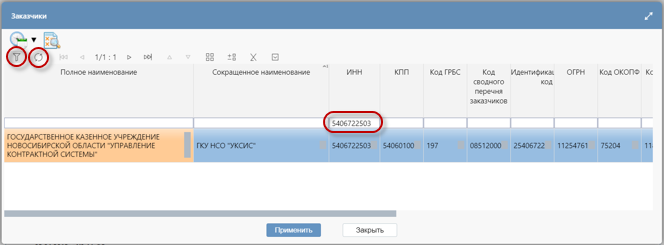 Заказчики
1/1 : 1
Полное наименование Сокращенное наименование ИНН КПП Код ГРБС Код сводного перечня заказчиков Идентификац код ОГРН Код ОКОПФ Ко
5406722503
ГОСУДАРСТВЕННОЕ КАЗЕННОЕ УЧРЕЖДЕНИЕ
НОВОСИБИРСКОЙ ОБЛАСТИ "УПРАВЛЕНИЕ
КОНТРАКТНОЙ СИСТЕМЫ"
ГКУ НСО "УКСИС" 5406722503 54060100 197 08512000 25406722 11254761 75204
Применить Закрыть